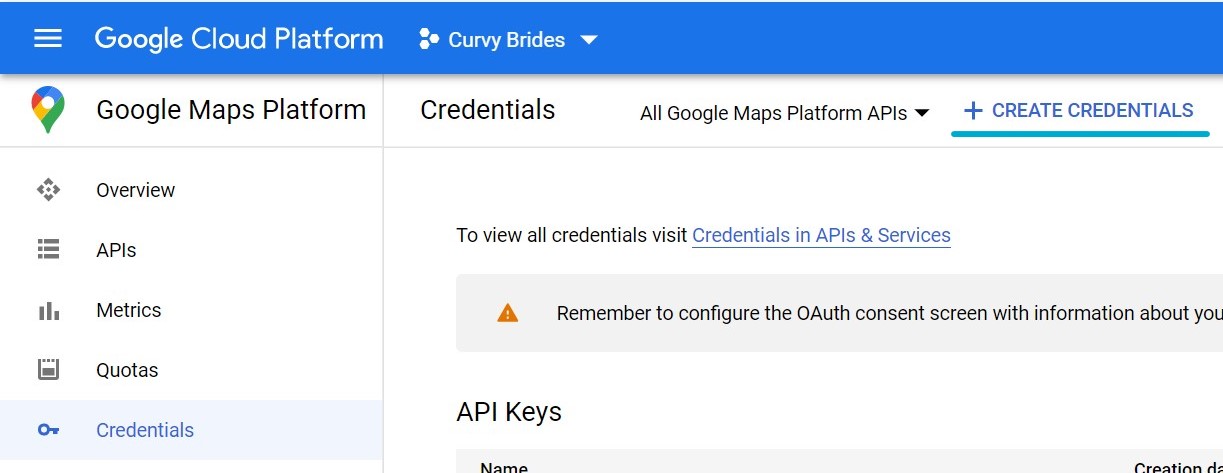 Google Cloud Platform Curvy Brides
Google Maps Platform Credentials All Google Maps Platform APIs + CREATE CREDENTIALS
Overview
To view all credentials visit Credentials in APIs & Services
APIs
Metrics
Remember to configure the OAuth consent screen with information about you
Quotas
API Keys
Credentials
Name Creation da